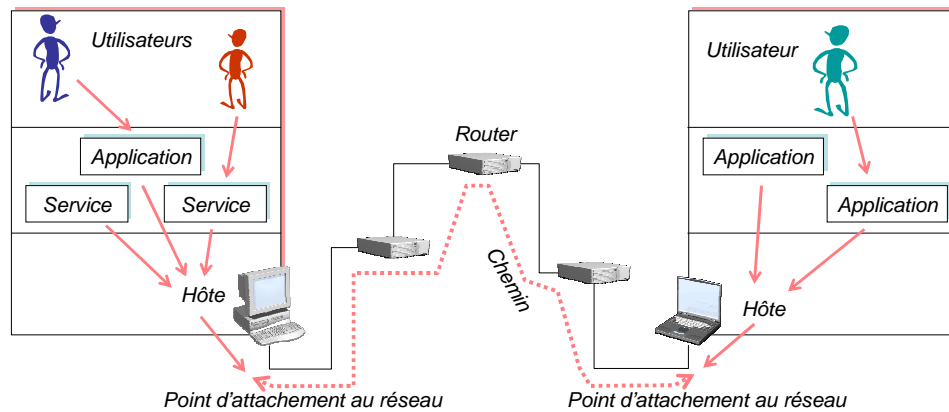 Utilisateurs
Utilisateur
Router
Application
Application
Service
Service
Application
Chemin
Hôte
Hôte
Point d'attachement au réseau
Point d'attachement au réseau